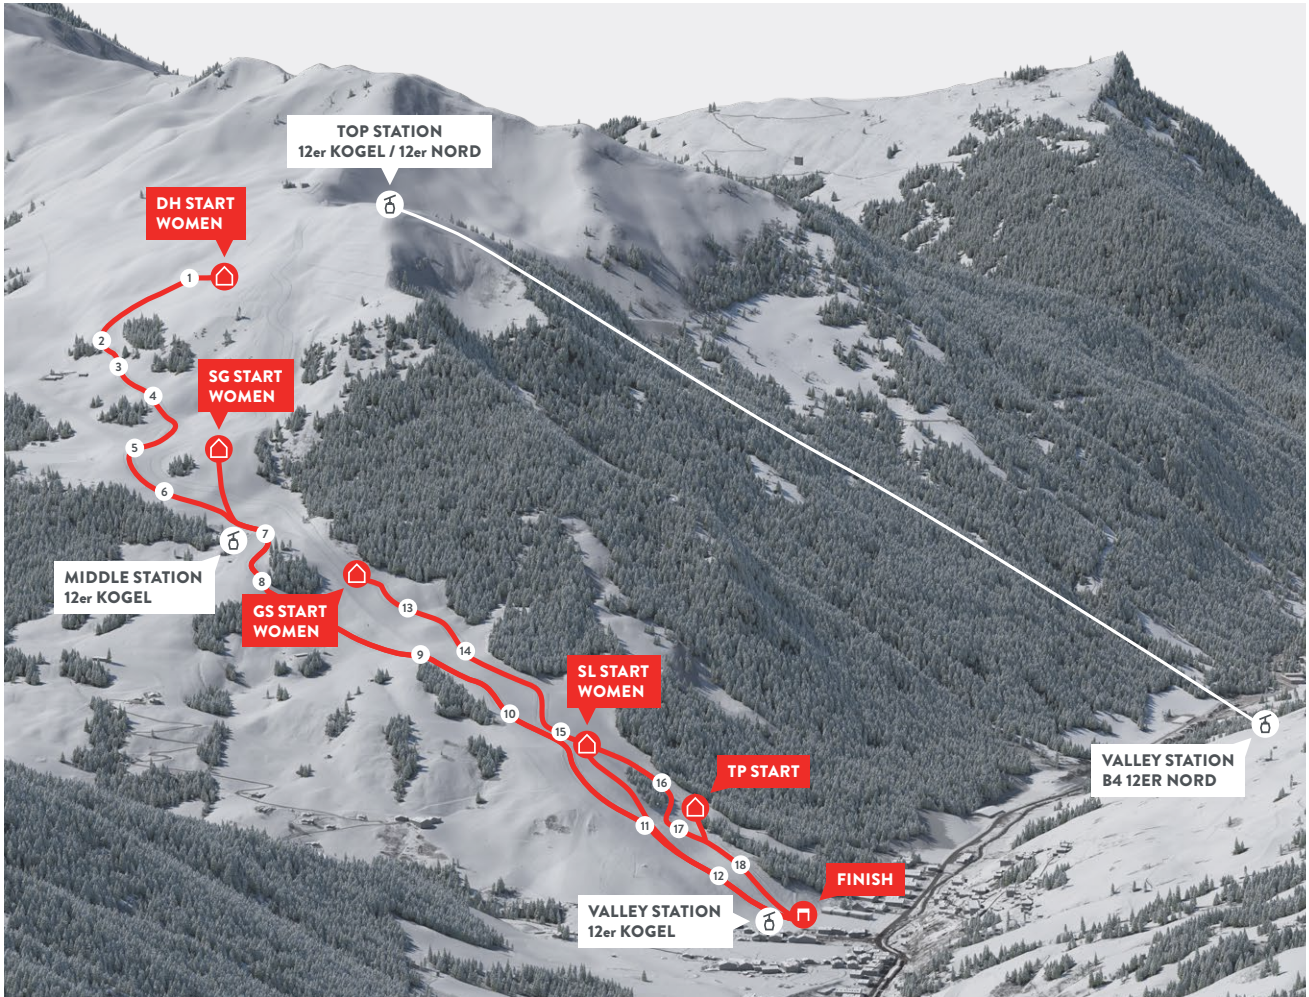 TOP STATION
12er KOGEL / 12er NORD
DH START
WOMEN
1
2
3
4
SG START
WOMEN
5
6
7
MIDDLE STATION
12er KOGEL
8
GS START
WOMEN
13
14
9
SL START
WOMEN
10
15
16
TP START
VALLEY STATION
B4 12ER NORD
11
17
18
12
FINISH
VALLEY STATION
12er KOGEL